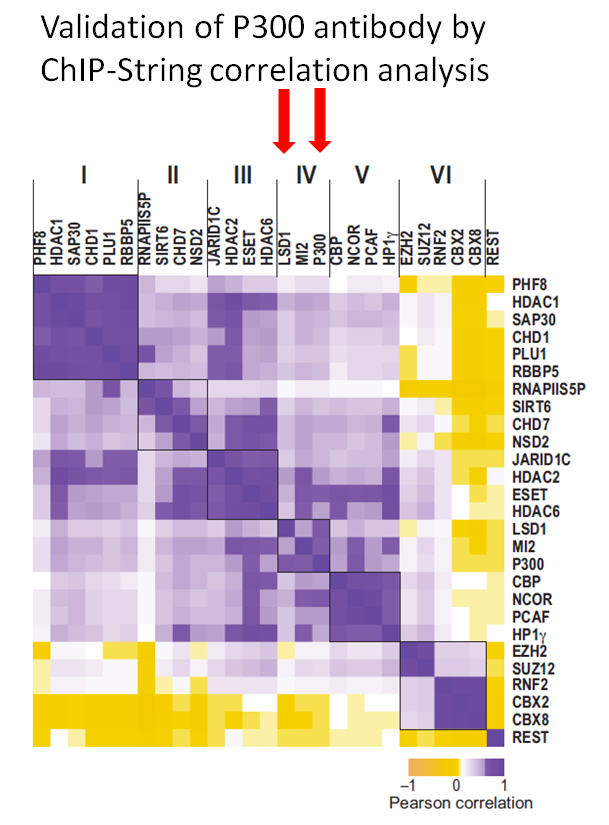 Validation of P300 antibody by
ChIP-String correlation analysis
I II III IV V VI
PHF8 HDAC1 SAP30 CHD1 PLU1 RBBP5 RNAPIIS5P SIRT6 CHD7 NSD2 JARID1C HDAC2 ESET HDAC6 LSD1 MI2 P300 CBP NCOR PCAF HP1γ EZH2 SUZ12 RNF2 CBX2 CBX8 REST
PHF8
HDAC1
SAP30
CHD1
PLU1
RBBP5
RNAPIIS5P
SIRT6
CHD7
NSD2
JARID1C
HDAC2
ESET
HDAC6
LSD1
MI2
P300
CBP
NCOR
PCAF
HP1γ
EZH2
SUZ12
RNF2
CBX2
CBX8
REST
−1 0 1
Pearson correlation